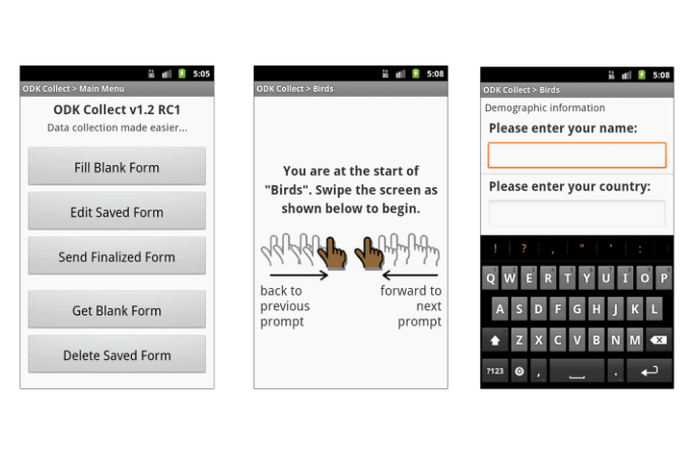 5:05
ODK Collect > Main Menu
ODK Collect v1.2 RC1
Data collection made easier...
Fill Blank Form
Edit Saved Form
Send Finalized Form
Get Blank Form
Delete Saved Form
5:08
ODK Collect > Birds
You are at the start of
"Birds". Swipe the screen as
shown below to begin.
back to
previous
prompt
forward to
next
prompt
5:08
ODK Collect > Birds
Demographic information
Please enter your name:
Please enter your country:
! ? , " ' :
Q W E R T Y U I O P
A S D F G H J K L
Z X C V B N M
?123 , .